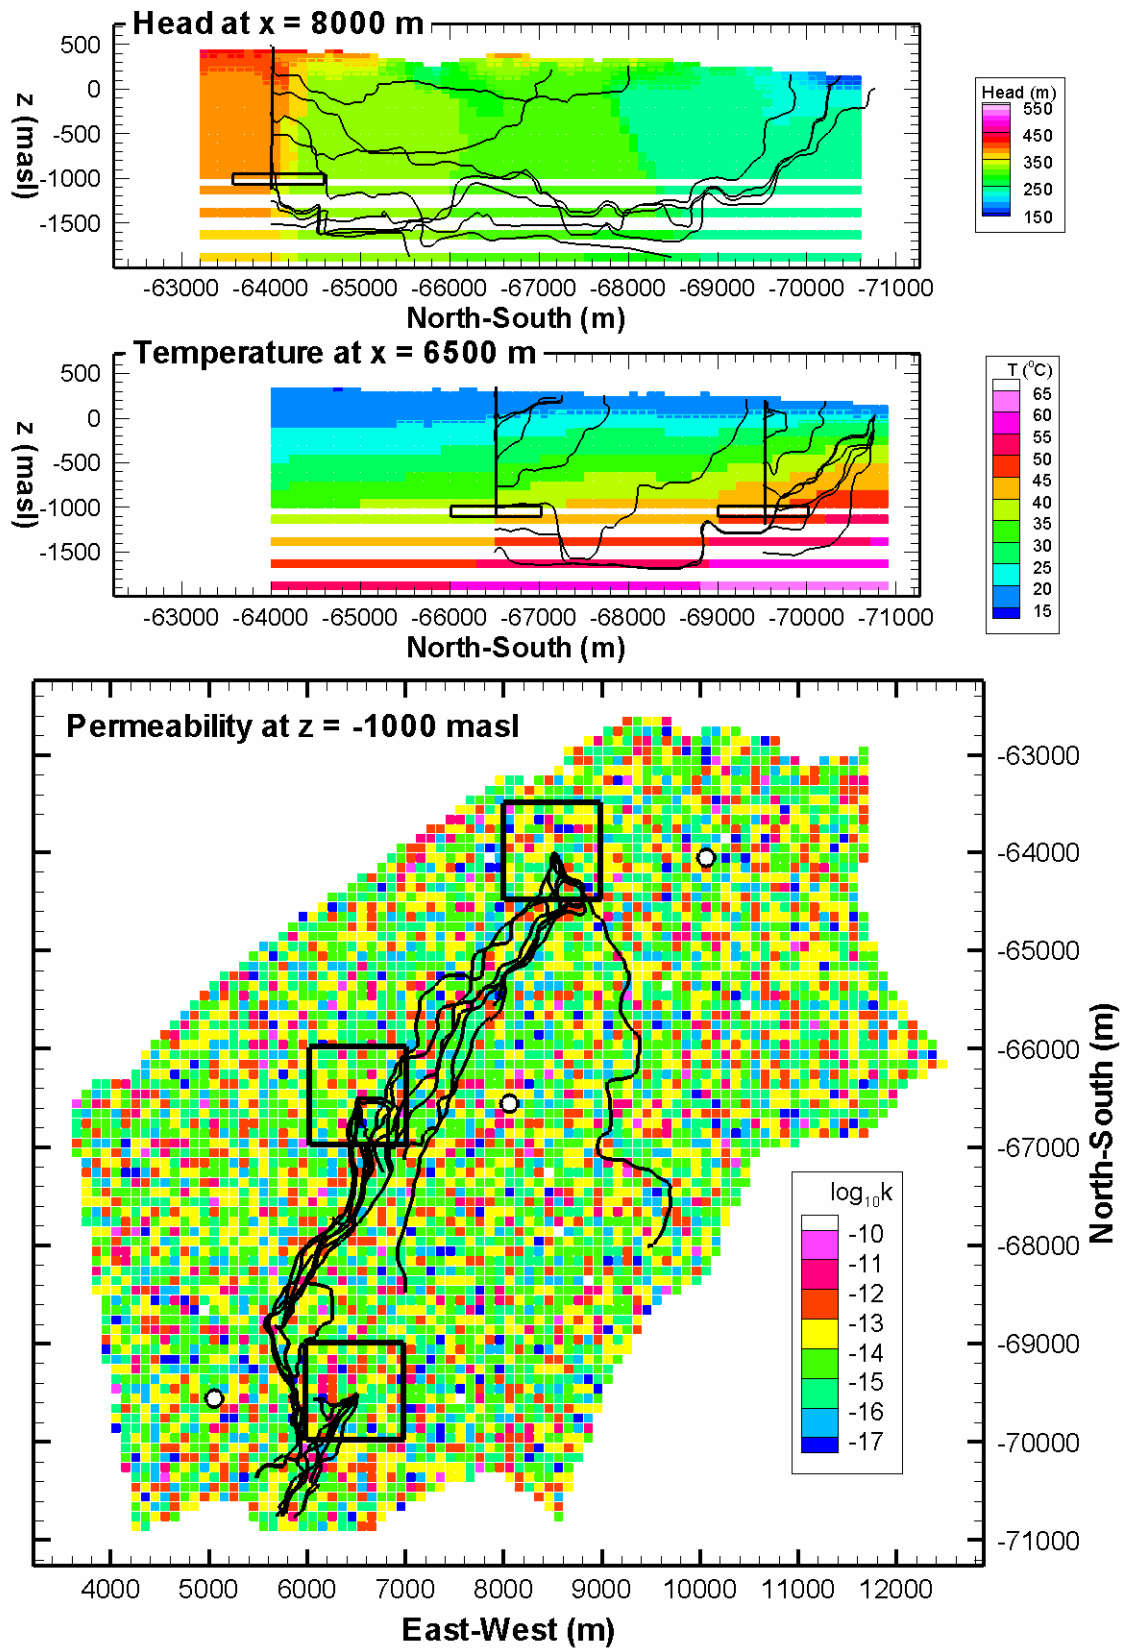 Head at x = 8000 m
500
0
-500
-1000
-1500
z (masl)
-63000 -64000 -65000 -66000 -67000 -68000 -69000 -70000 -71000
North-South (m)
Head (m)
550
450
350
250
150
Temperature at x = 6500 m
500
0
-500
-1000
-1500
z (masl)
-63000 -64000 -65000 -66000 -67000 -68000 -69000 -70000 -71000
North-South (m)
T (⁰C)
65
60
55
50
45
40
35
30
25
20
15
Permeability at z = -1000 masl
-63000
-64000
-65000
-66000
-67000
-68000
-69000
-70000
-71000
North-South (m)
log₁₀k
-10
-11
-12
-13
-14
-15
-16
-17
4000 5000 6000 7000 8000 9000 10000 11000 12000
East-West (m)